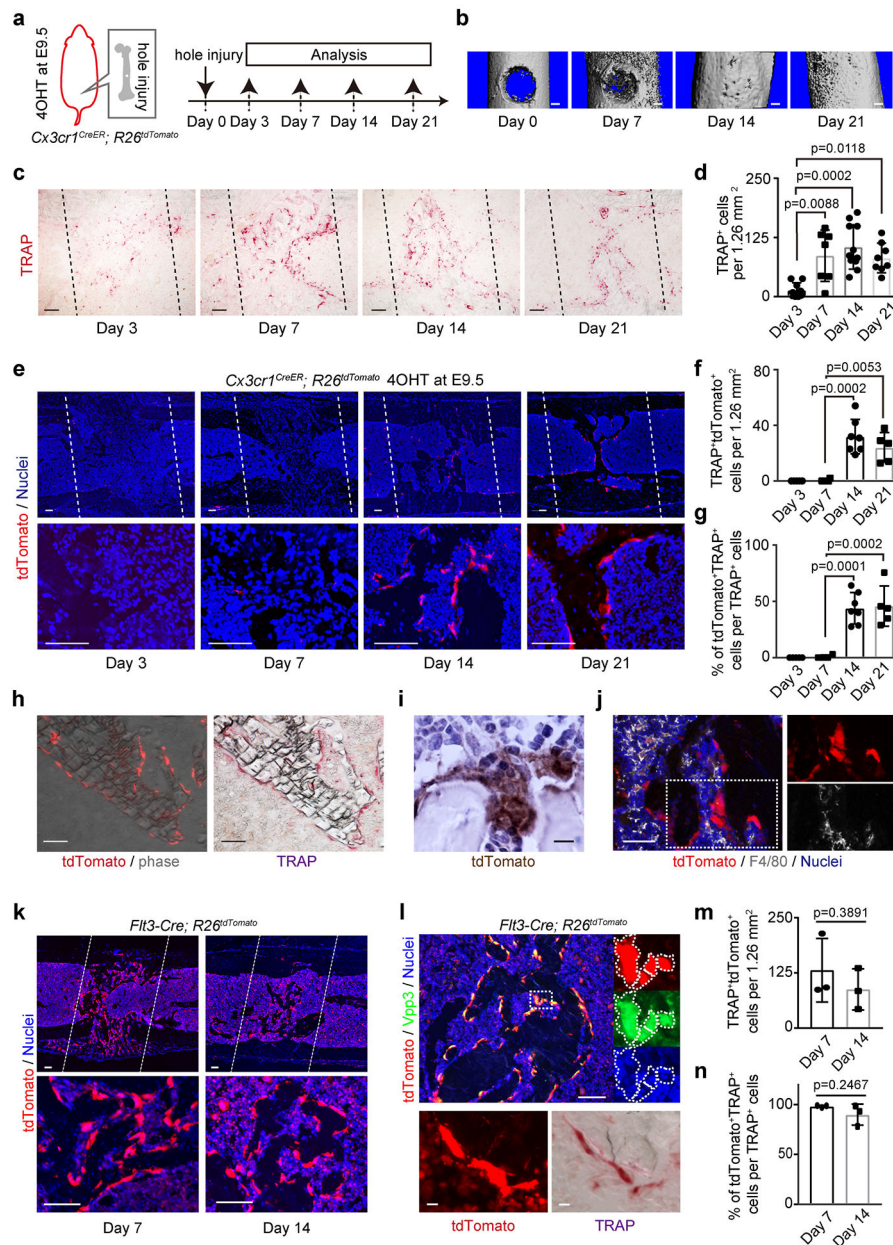 a
4OHT at E9.5
hole injury
Cx3cr1CreER; R26tdTomato
hole injury
Analysis
Day 0 Day 3 Day 7 Day 14 Day 21
b
Day 0 Day 7 Day 14 Day 21
c
TRAP
Day 3 Day 7 Day 14 Day 21
d
p=0.0118
p=0.0002
p=0.0088
TRAP+ cells
per 1.26 mm 2
250
125
0
Day 3 Day 7 Day 14 Day 21
e
Cx3cr1CreER; R26tdTomato 4OHT at E9.5
tdTomato / Nuclei
Day 3 Day 7 Day 14 Day 21
f
p=0.0053
p=0.0002
TRAP+tdTomato+
cells per 1.26 mm2
80
40
0
Day 3 Day 7 Day 14 Day 21
g
p=0.0002
p=0.0001
% of tdTomato+TRAP+
cells per TRAP+ cells
100
50
0
Day 3 Day 7 Day 14 Day 21
h
tdTomato / phase
TRAP
i
tdTomato
j
tdTomato / F4/80 / Nuclei
k
Flt3-Cre; R26tdTomato
tdTomato / Nuclei
Day 7 Day 14
l
Flt3-Cre; R26tdTomato
tdTomato / Vpp3 / Nuclei
tdTomato
TRAP
m
p=0.3891
TRAP+tdTomato+
cells per 1.26 mm2
250
125
0
Day 7 Day 14
n
p=0.2467
% of tdTomato+TRAP+
cells per TRAP+ cells
100
50
0
Day 7 Day 14